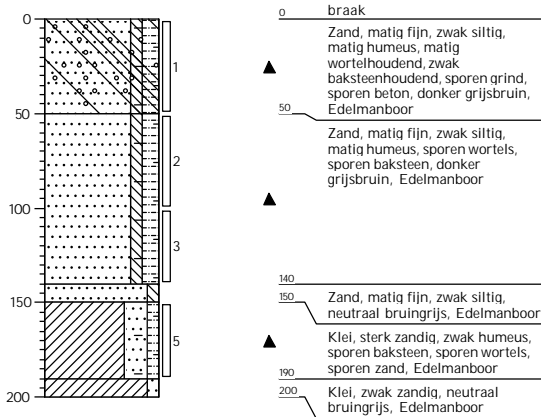 0
50
100
150
200
1
2
3
5
0 braak
Zand, matig fijn, zwak siltig,
matig humeus, matig
wortelhoudend, zwak
baksteenhoudend, sporen grind,
sporen beton, donker grijsbruin,
Edelmanboor
50
Zand, matig fijn, zwak siltig,
matig humeus, sporen wortels,
sporen baksteen, donker
grijsbruin, Edelmanboor
140
150
Zand, matig fijn, zwak siltig,
neutraal bruingrijs, Edelmanboor
Klei, sterk zandig, zwak humeus,
sporen baksteen, sporen wortels,
sporen zand, Edelmanboor
190
200
Klei, zwak zandig, neutraal
bruingrijs, Edelmanboor